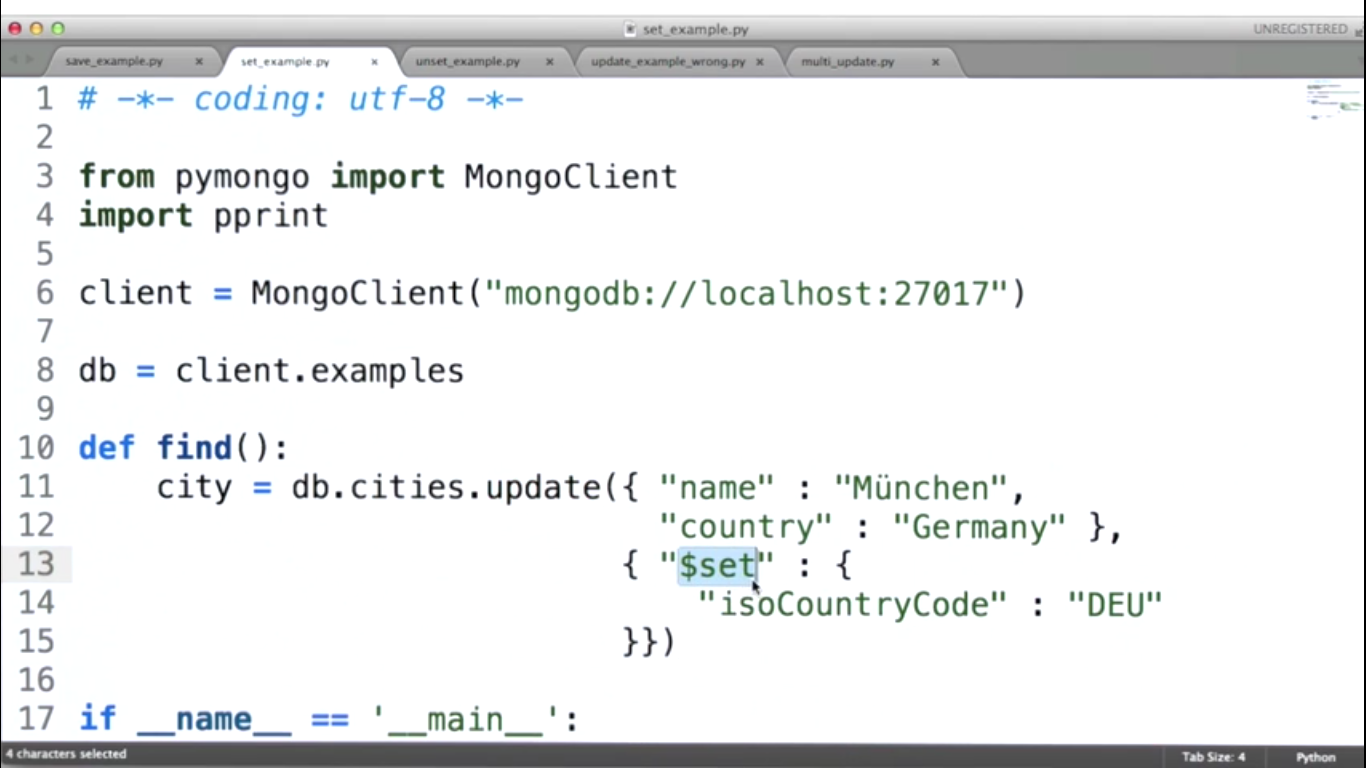 set_example.py
UNREGISTERED
save_example.py × set_example.py × unset_example.py × update_example_wrong.py × multi_update.py ×
1 # -*- coding: utf-8 -*-
2
3 from pymongo import MongoClient
4 import pprint
5
6 client = MongoClient("mongodb://localhost:27017")
7
8 db = client.examples
9
10 def find():
11     city = db.cities.update({ "name" : "München",
12                               "country" : "Germany" },
13                             { "$set" : {
14                                 "isoCountryCode" : "DEU"
15                             }})
16
17 if __name__ == '__main__':
4 characters selected
Tab Size: 4
Python